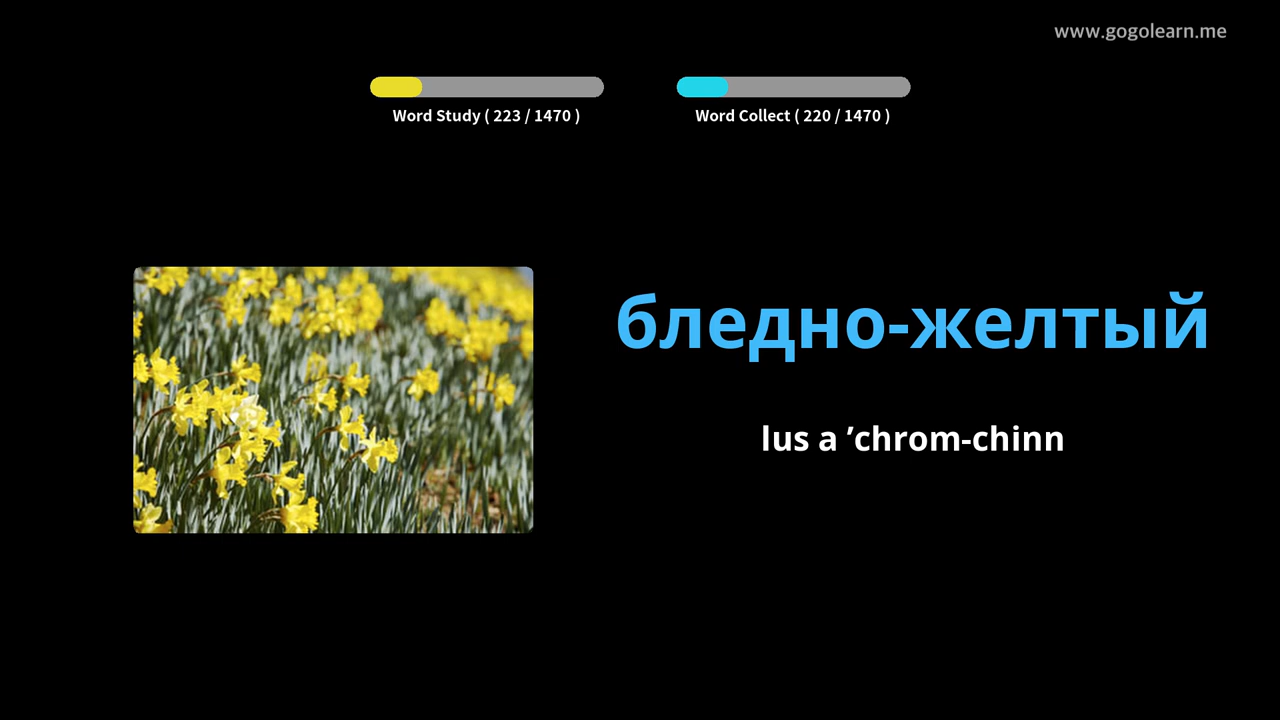 www.gogolearn.me
Word Study ( 223 / 1470 )
Word Collect ( 220 / 1470 )
бледно-желтый
lus a ’chrom-chinn